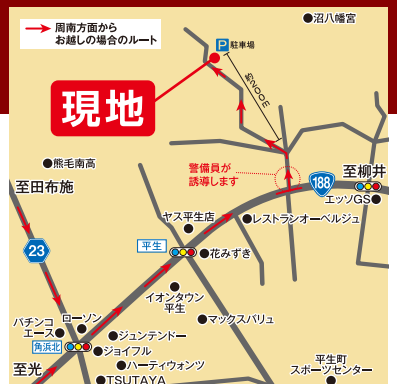 周南方面から
お越しの場合のルート
沼八幡宮
P 駐車場
現地
約200m
熊毛南高
警備員が
誘導します
至田布施
188
至柳井
エッソGS
ヤス平生店
レストランオーベルジュ
23
平生
花みずき
イオンタウン
平生
ローソン
パチンコ
エース
マックスバリュ
ジュンテンドー
角浜北
ジョイフル
至光
ハーティウォンツ
TSUTAYA
平生町
スポーツセンター